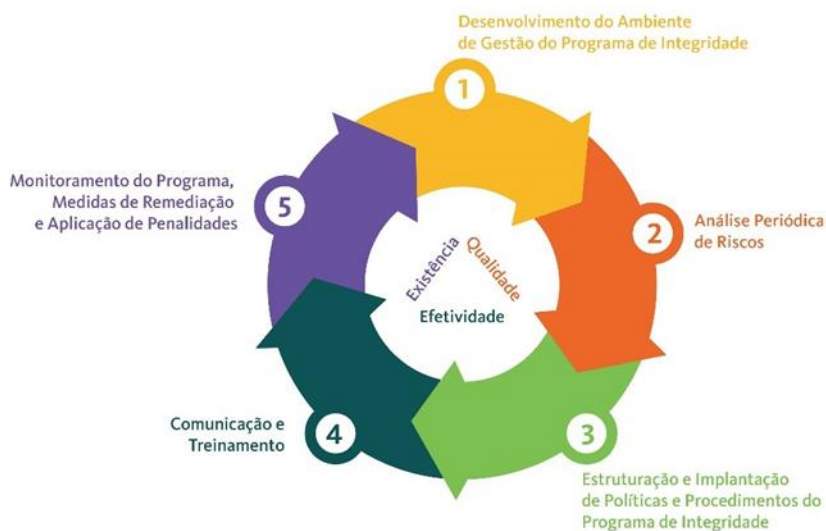 Desenvolvimento do Ambiente
de Gestão do Programa de Integridade
1
2
Análise Periódica
de Riscos
3
Estruturação e Implantação
de Políticas e Procedimentos do
Programa de Integridade
4
Comunicação e
Treinamento
5
Monitoramento do Programa,
Medidas de Remediação
e Aplicação de Penalidades
Existência
Qualidade
Efetividade